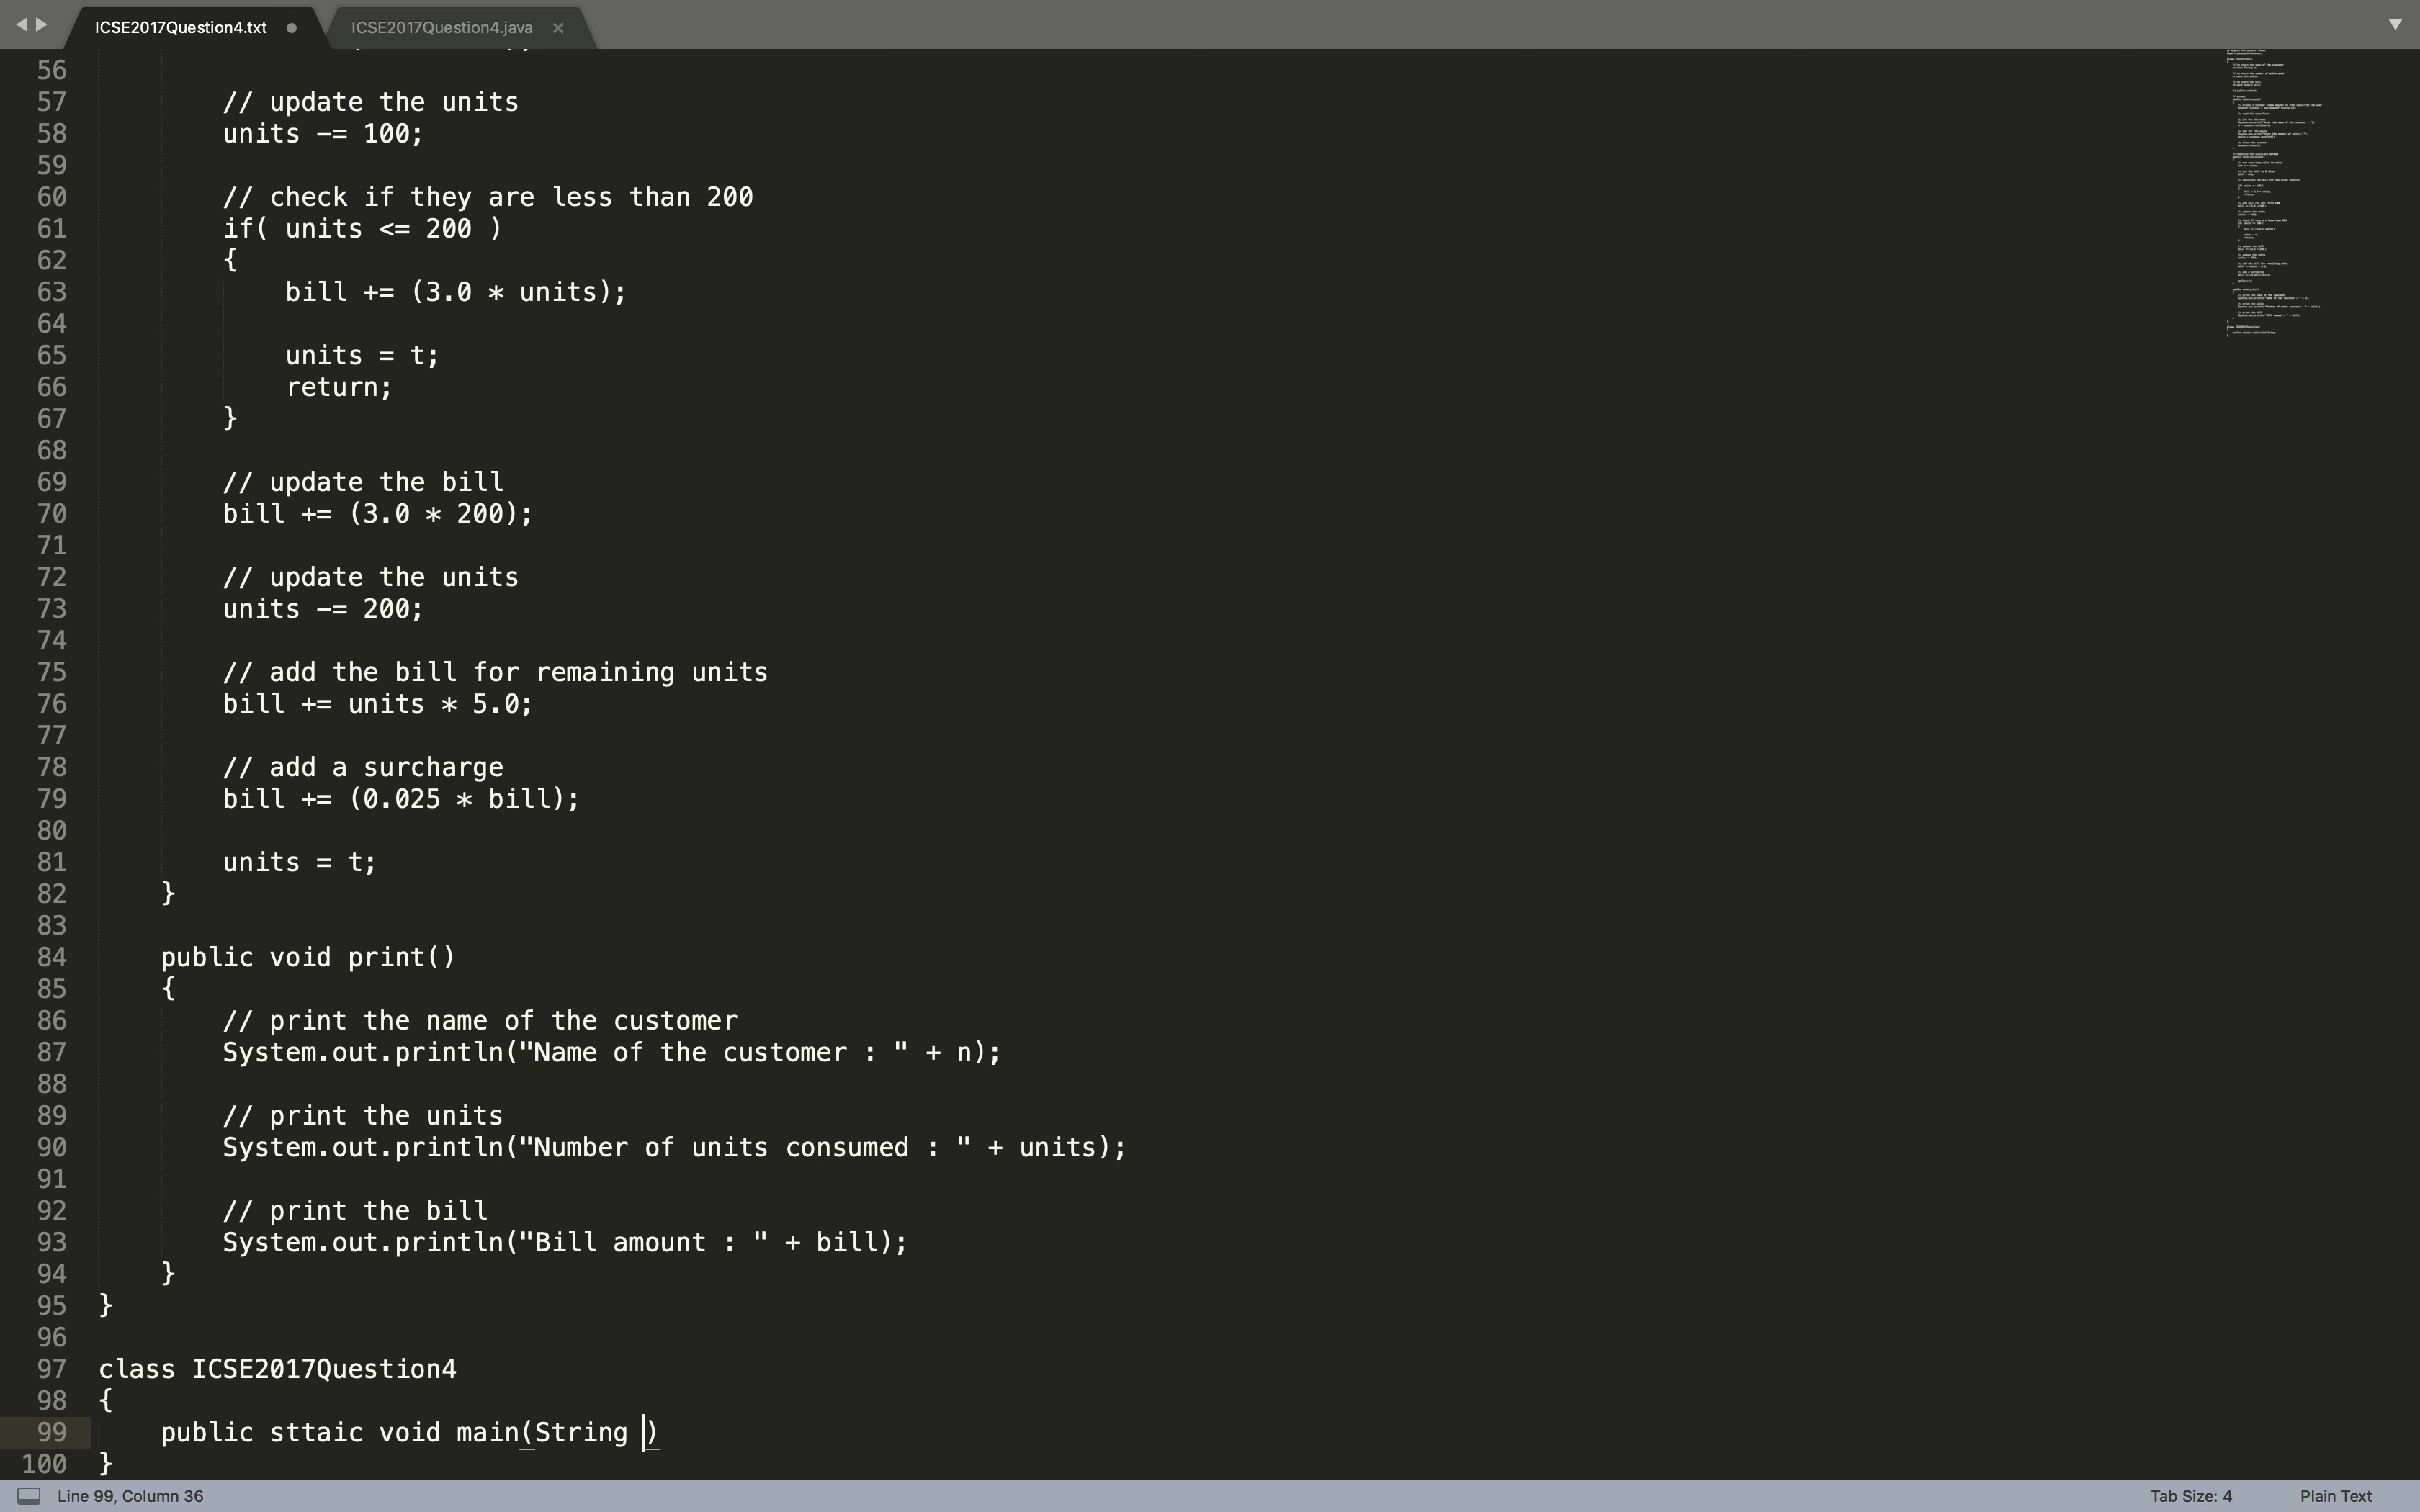 ICSE2017Question4.txt ICSE2017Question4.java
56
57 // update the units
58 units -= 100;
59
60 // check if they are less than 200
61 if( units <= 200 )
62 {
63 bill += (3.0 * units);
64
65 units = t;
66 return;
67 }
68
69 // update the bill
70 bill += (3.0 * 200);
71
72 // update the units
73 units -= 200;
74
75 // add the bill for remaining units
76 bill += units * 5.0;
77
78 // add a surcharge
79 bill += (0.025 * bill);
80
81 units = t;
82 }
83
84 public void print()
85 {
86 // print the name of the customer
87 System.out.println("Name of the customer : " + n);
88
89 // print the units
90 System.out.println("Number of units consumed : " + units);
91
92 // print the bill
93 System.out.println("Bill amount : " + bill);
94 }
95 }
96
97 class ICSE2017Question4
98 {
99 public sttaic void main(String )
100 }
Line 99, Column 36 Tab Size: 4 Plain Text